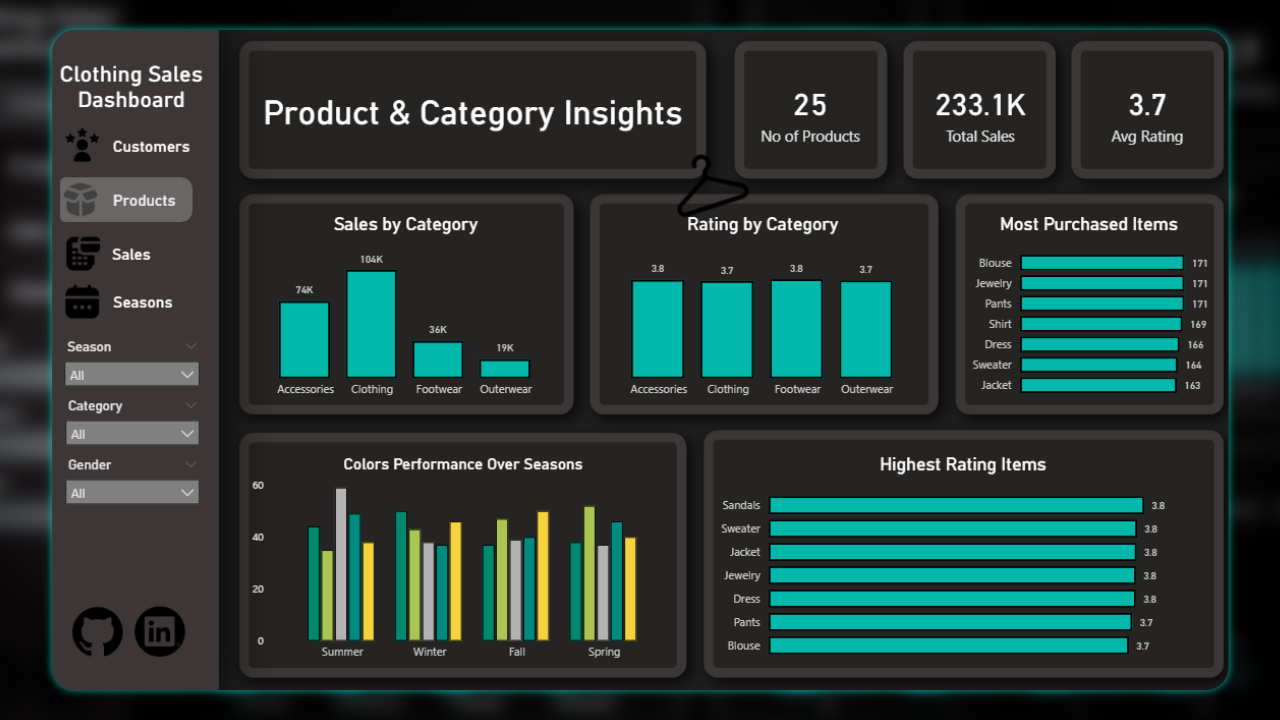 Clothing Sales
Dashboard
Customers
Products
Sales
Seasons
Season
All
Category
All
Gender
All
in
Product & Category Insights
25
No of Products
233.1K
Total Sales
3.7
Avg Rating
Sales by Category
74K
104K
36K
19K
Accessories Clothing Footwear Outerwear
Rating by Category
3.8
3.7
3.8
3.7
Accessories Clothing Footwear Outerwear
Most Purchased Items
Blouse 171
Jewelry 171
Pants 171
Shirt 169
Dress 166
Sweater 164
Jacket 163
Colors Performance Over Seasons
60
40
20
0
Summer Winter Fall Spring
Highest Rating Items
Sandals 3.8
Sweater 3.8
Jacket 3.8
Jewelry 3.8
Dress 3.8
Pants 3.7
Blouse 3.7